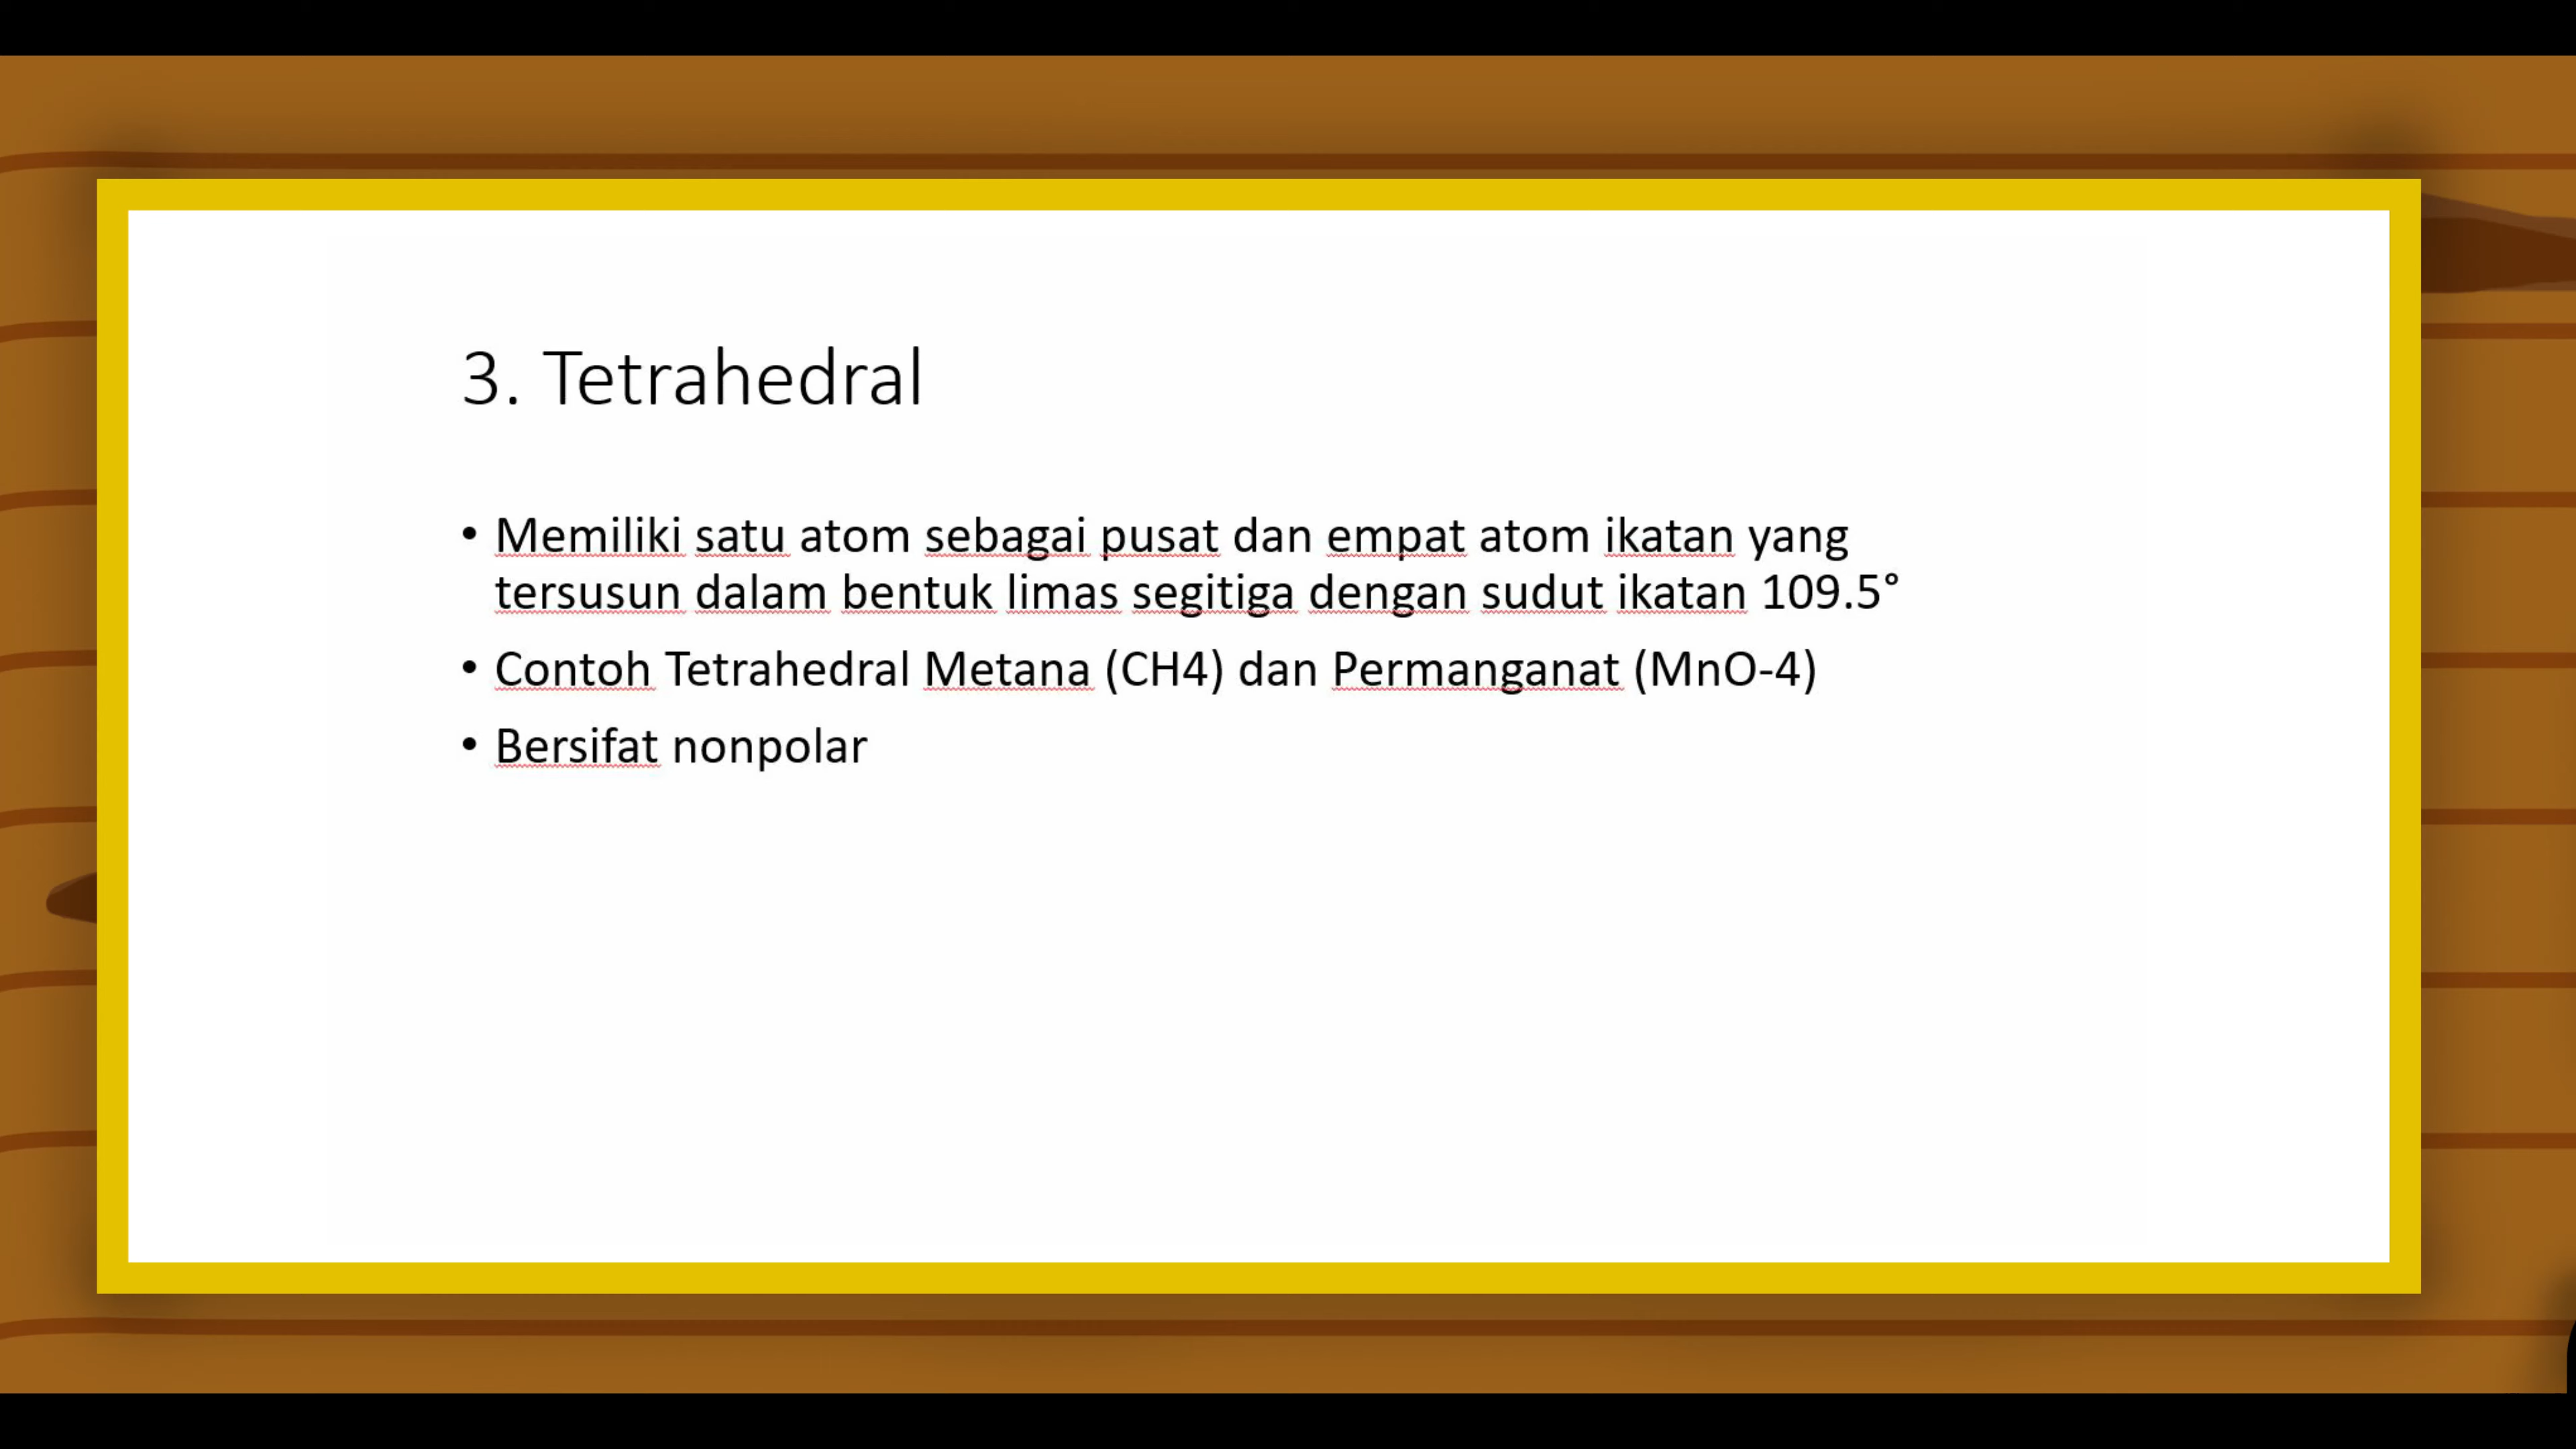 3. Tetrahedral
• Memiliki satu atom sebagai pusat dan empat atom ikatan yang
tersusun dalam bentuk limas segitiga dengan sudut ikatan 109.5°
• Contoh Tetrahedral Metana (CH4) dan Permanganat (MnO-4)
• Bersifat nonpolar